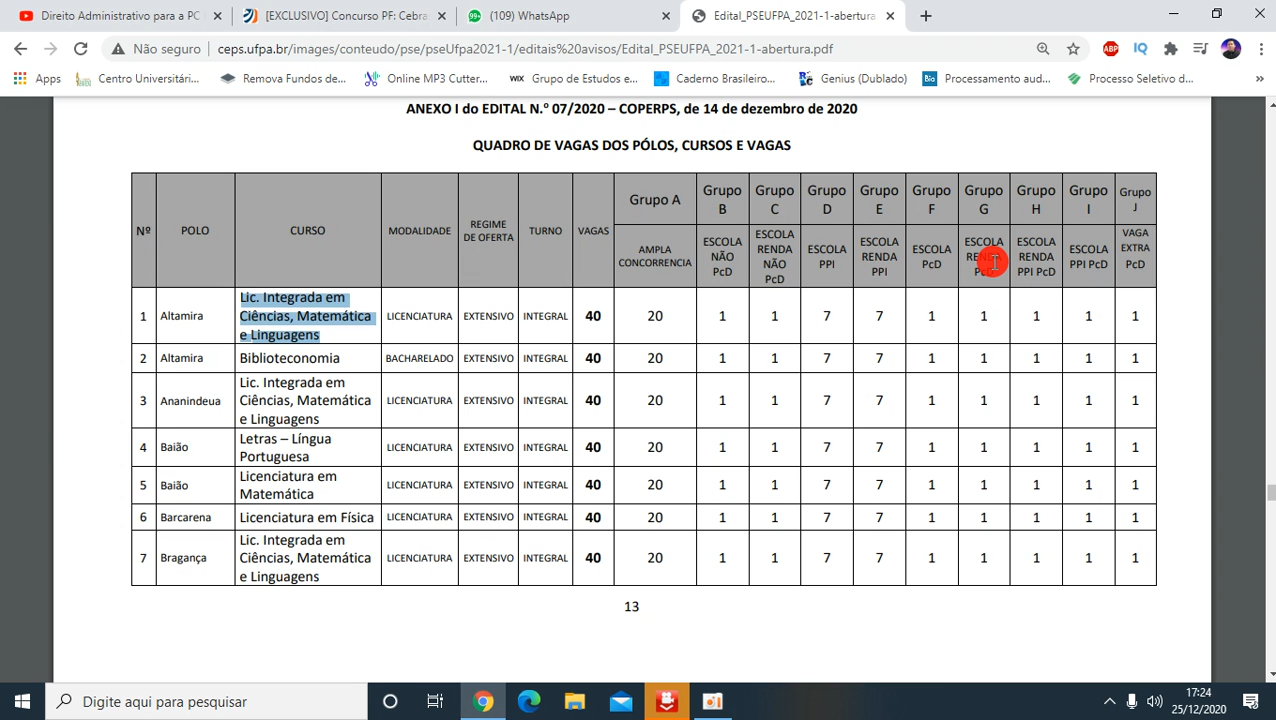 Direito Administrativo para a PC
[EXCLUSIVO] Concurso PF: Cebra
99+
(109) WhatsApp
Edital_PSEUFPA_2021-1-abertura
Não seguro
ceps.ufpa.br/images/conteudo/pse/pseUfpa2021-1/editais%20avisos/Edital_PSEUFPA_2021-1-abertura.pdf
ABP
IQ
Apps
Centro Universitári...
Remova Fundos de...
Online MP3 Cutter...
WIX
Grupo de Estudos e...
Caderno Brasileiro...
Genius (Dublado)
Bio
Processamento aud...
Processo Seletivo d...
»
ANEXO I do EDITAL N.º 07/2020 – COPERPS, de 14 de dezembro de 2020
QUADRO DE VAGAS DOS PÓLOS, CURSOS E VAGAS
Nº POLO CURSO MODALIDADE REGIME DE OFERTA TURNO VAGAS Grupo A Grupo B Grupo C Grupo D Grupo E Grupo F Grupo G Grupo H Grupo I Grupo J
AMPLA CONCORRENCIA ESCOLA NÃO PcD ESCOLA RENDA NÃO PcD ESCOLA PPI ESCOLA RENDA PPI ESCOLA PcD ESCOLA RENDA PcD ESCOLA RENDA PPI PcD ESCOLA PPI PcD VAGA EXTRA PcD
1 Altamira Lic. Integrada em Ciências, Matemática e Linguagens LICENCIATURA EXTENSIVO INTEGRAL 40 20 1 1 7 7 1 1 1 1 1
2 Altamira Biblioteconomia BACHARELADO EXTENSIVO INTEGRAL 40 20 1 1 7 7 1 1 1 1 1
3 Ananindeua Lic. Integrada em Ciências, Matemática e Linguagens LICENCIATURA EXTENSIVO INTEGRAL 40 20 1 1 7 7 1 1 1 1 1
4 Baião Letras – Língua Portuguesa LICENCIATURA EXTENSIVO INTEGRAL 40 20 1 1 7 7 1 1 1 1 1
5 Baião Licenciatura em Matemática LICENCIATURA EXTENSIVO INTEGRAL 40 20 1 1 7 7 1 1 1 1 1
6 Barcarena Licenciatura em Física LICENCIATURA EXTENSIVO INTEGRAL 40 20 1 1 7 7 1 1 1 1 1
7 Bragança Lic. Integrada em Ciências, Matemática e Linguagens LICENCIATURA EXTENSIVO INTEGRAL 40 20 1 1 7 7 1 1 1 1 1
13
Digite aqui para pesquisar
17:24
25/12/2020